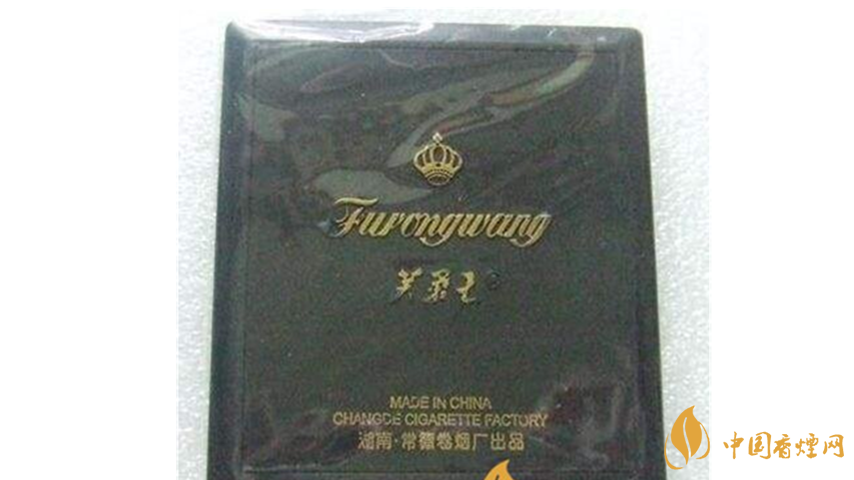 Furongwang
芙蓉王®
MADE IN CHINA
CHANGDE CIGARETTE FACTORY
湖南·常德卷烟厂出品
中国香烟网